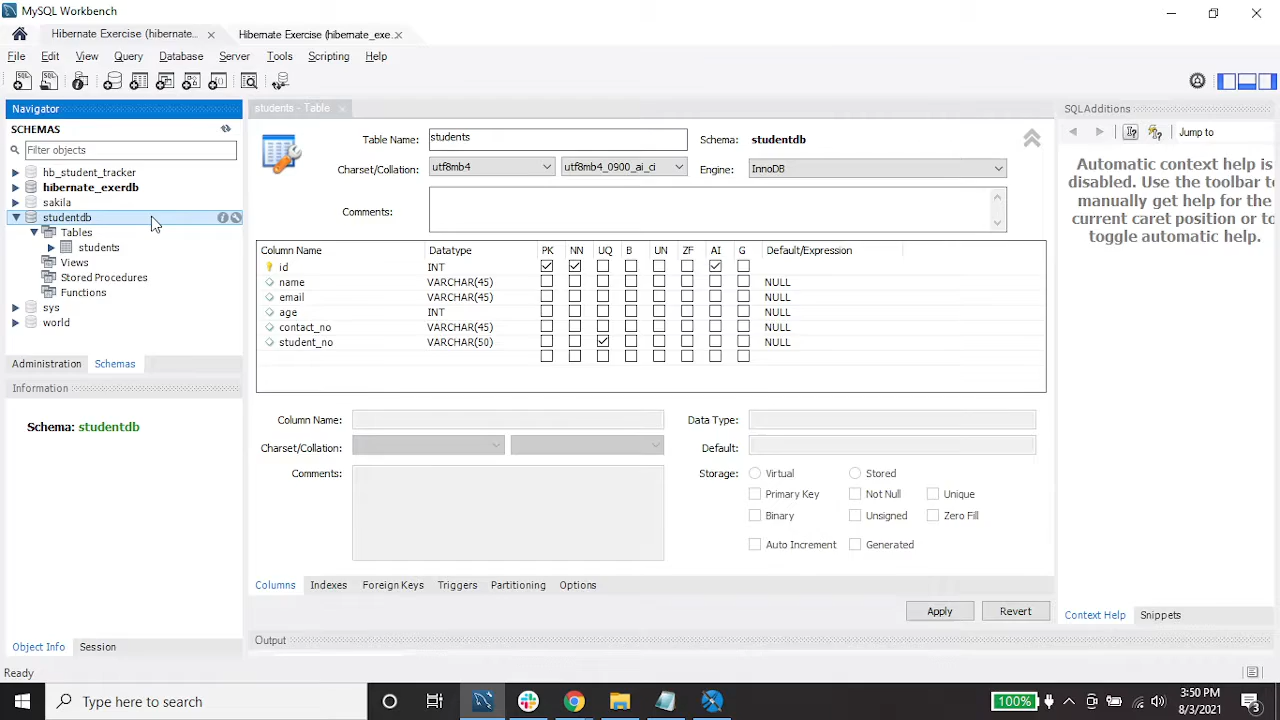 MySQL Workbench
Hibernate Exercise (hibernate... × Hibernate Exercise (hibemate_exe... ×
File Edit View Query Database Server Tools Scripting Help
Navigator
SCHEMAS
Filter objects
hb_student_tracker
hibernate_exerdb
sakila
studentdb
Tables
students
Views
Stored Procedures
Functions
sys
world
Administration Schemas
Information
Schema: studentdb
Object Info Session
students - Table ×
Table Name: students Schema: studentdb
Charset/Collation: utf8mb4 utf8mb4_0900_ai_ci Engine: InnoDB
Comments:
Column Name Datatype PK NN UQ B UN ZF AI G Default/Expression
id INT
name VARCHAR(45) NULL
email VARCHAR(45) NULL
age INT NULL
contact_no VARCHAR(45) NULL
student_no VARCHAR(50) NULL
Column Name: Data Type:
Charset/Collation: Default:
Comments: Storage: Virtual Stored
Primary Key Not Null Unique
Binary Unsigned Zero Fill
Auto Increment Generated
Columns Indexes Foreign Keys Triggers Partitioning Options
Apply Revert
Output
SQLAdditions
Jump to
Automatic context help is
disabled. Use the toolbar to
manually get help for the
current caret position or to
toggle automatic help.
Context Help Snippets
Ready
Type here to search
100%
3:50 PM
8/3/2021
3